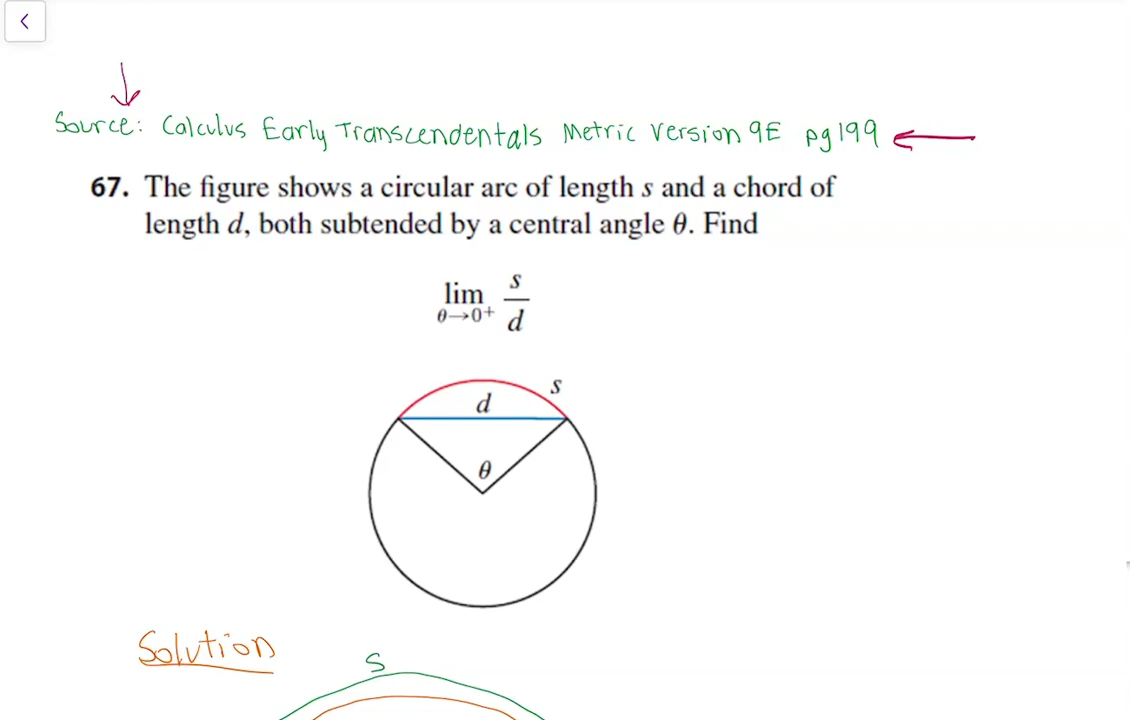 Source: Calculus Early Transcendentals Metric Version 9E pg 199
67. The figure shows a circular arc of length s and a chord of
length d, both subtended by a central angle θ. Find
lim θ→0+ s/d
s
d
θ
Solution
s